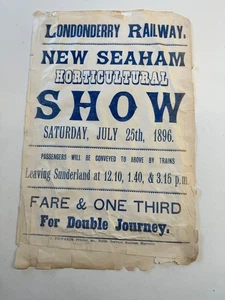 LONDONDERRY RAILWAY.
NEW SEAHAM
HORTICULTURAL
SHOW
SATURDAY, JULY 25th, 1896.
PASSENGERS WILL BE CONVEYED TO ABOVE BY TRAINS
Leaving Sunderland at 12.10, 1.40, & 3.15 p.m.
FARE & ONE THIRD
For Double Journey.